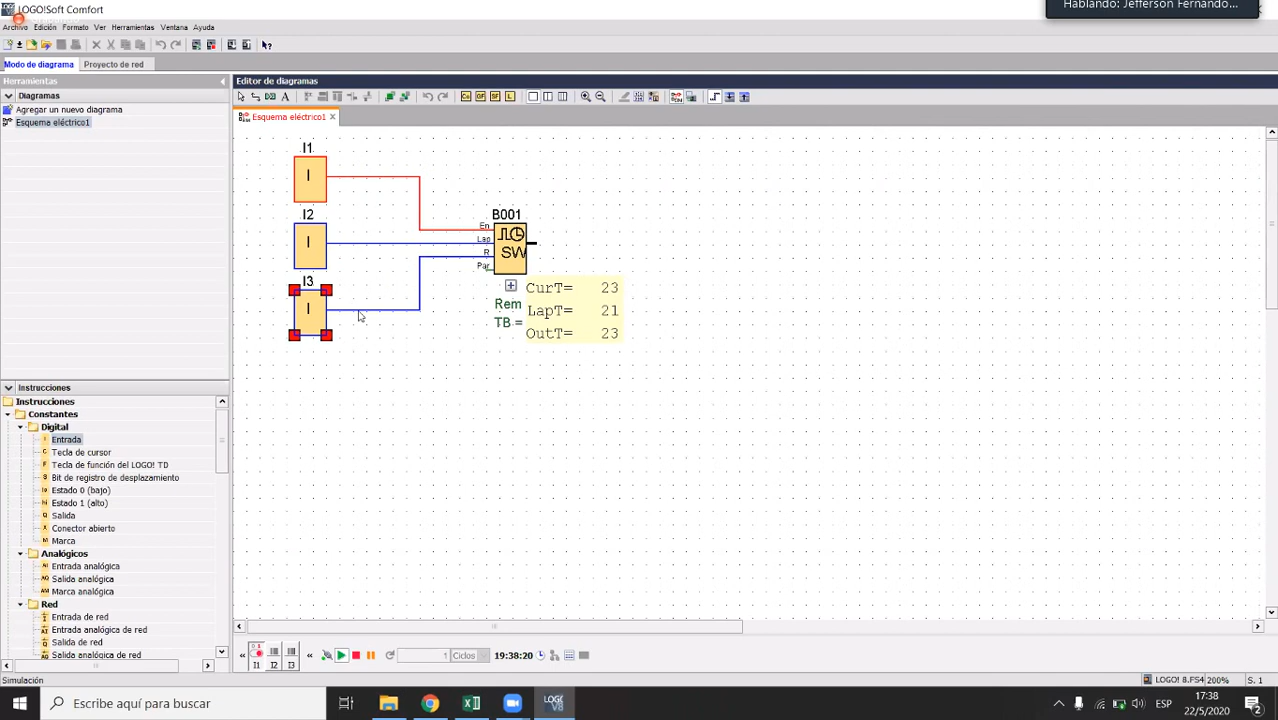 LOGO!Soft Comfort
Hablando: Jefferson Fernando...
Archivo Edición Formato Ver Herramientas Ventana Ayuda
Modo de diagrama Proyecto de red
Herramientas
Editor de diagramas
Diagramas
Agregar un nuevo diagrama
Esquema eléctrico1
Esquema eléctrico1
I1
I
I2
I
I3
I
B001
En
Lap
R
Par
SW
Rem
TB =
CurT= 23
LapT= 21
OutT= 23
Instrucciones
Instrucciones
Constantes
Digital
Entrada
Tecla de cursor
Tecla de función del LOGO! TD
Bit de registro de desplazamiento
Estado 0 (bajo)
Estado 1 (alto)
Salida
Conector abierto
Marca
Analógicos
Entrada analógica
Salida analógica
Marca analógica
Red
Entrada de red
Entrada analógica de red
Salida de red
Salida analógica de red
I1 I2 I3
1 Ciclos 19:38:20
Simulación
LOGO! 8.FS4 200% S. 1
Escribe aquí para buscar
ESP
17:38
22/5/2020
2